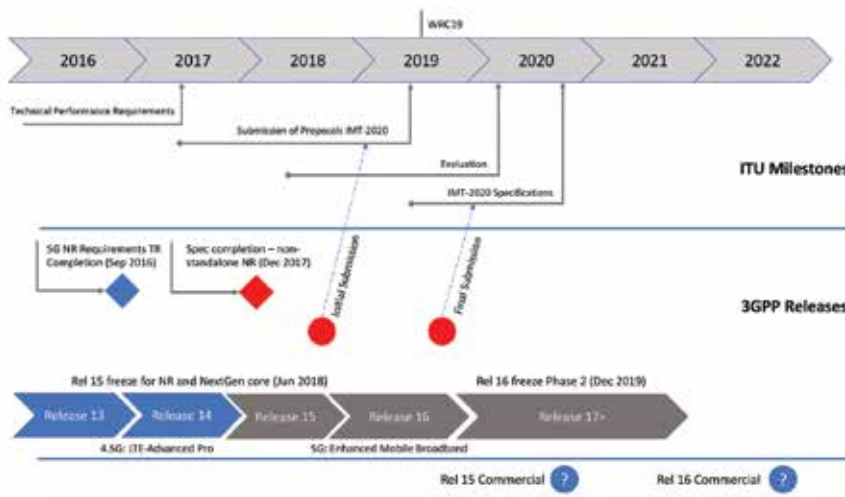 WRC19
2016 2017 2018 2019 2020 2021 2022
Technical Performance Requirements
Submission of Proposals IMT-2020
Evaluation
ITU Milestones
IMT-2020 Specifications
5G NR Requirements TR
Completion (Sep 2016)
Spec completion – non-
standalone NR (Dec 2017)
Initial Submission
Final Submission
3GPP Releases
Rel 15 freeze for NR and NextGen core (Jun 2018)
Rel 16 freeze Phase 2 (Dec 2019)
Release 13 Release 14 Release 15 Release 16 Release 17+
4.5G: LTE-Advanced Pro
5G: Enhanced Mobile Broadband
Rel 15 Commercial ?
Rel 16 Commercial ?